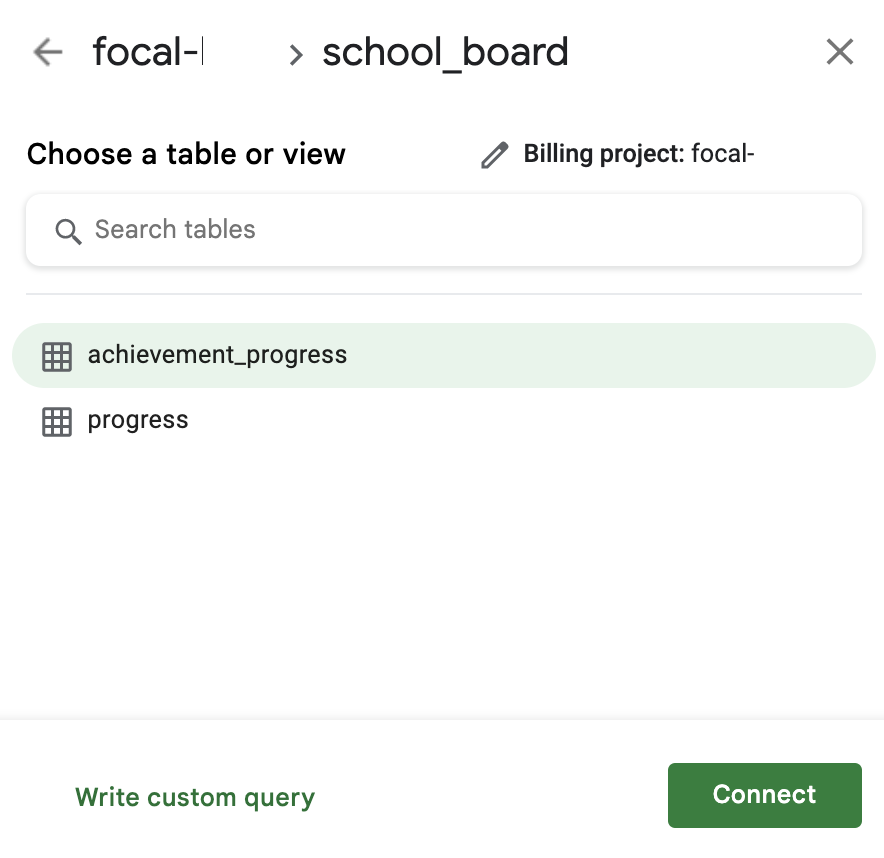 focal- > school_board
Choose a table or view
Billing project: focal-
Search tables
achievement_progress
progress
Write custom query
Connect